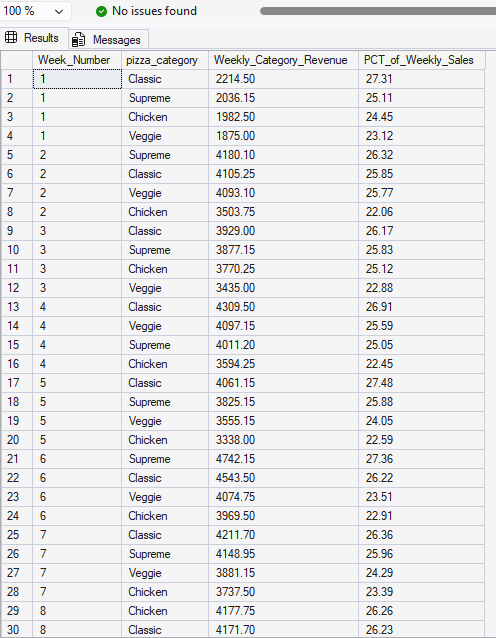 100 % No issues found
Results Messages
Week_Number pizza_category Weekly_Category_Revenue PCT_of_Weekly_Sales
1 1 Classic 2214.50 27.31
2 1 Supreme 2036.15 25.11
3 1 Chicken 1982.50 24.45
4 1 Veggie 1875.00 23.12
5 2 Supreme 4180.10 26.32
6 2 Classic 4105.25 25.85
7 2 Veggie 4093.10 25.77
8 2 Chicken 3503.75 22.06
9 3 Classic 3929.00 26.17
10 3 Supreme 3877.15 25.83
11 3 Chicken 3770.25 25.12
12 3 Veggie 3435.00 22.88
13 4 Classic 4309.50 26.91
14 4 Veggie 4097.15 25.59
15 4 Supreme 4011.20 25.05
16 4 Chicken 3594.25 22.45
17 5 Classic 4061.15 27.48
18 5 Supreme 3825.15 25.88
19 5 Veggie 3555.15 24.05
20 5 Chicken 3338.00 22.59
21 6 Supreme 4742.15 27.36
22 6 Classic 4543.50 26.22
23 6 Veggie 4074.75 23.51
24 6 Chicken 3969.50 22.91
25 7 Classic 4211.70 26.36
26 7 Supreme 4148.95 25.96
27 7 Veggie 3881.15 24.29
28 7 Chicken 3737.50 23.39
29 8 Chicken 4177.75 26.26
30 8 Classic 4171.70 26.23